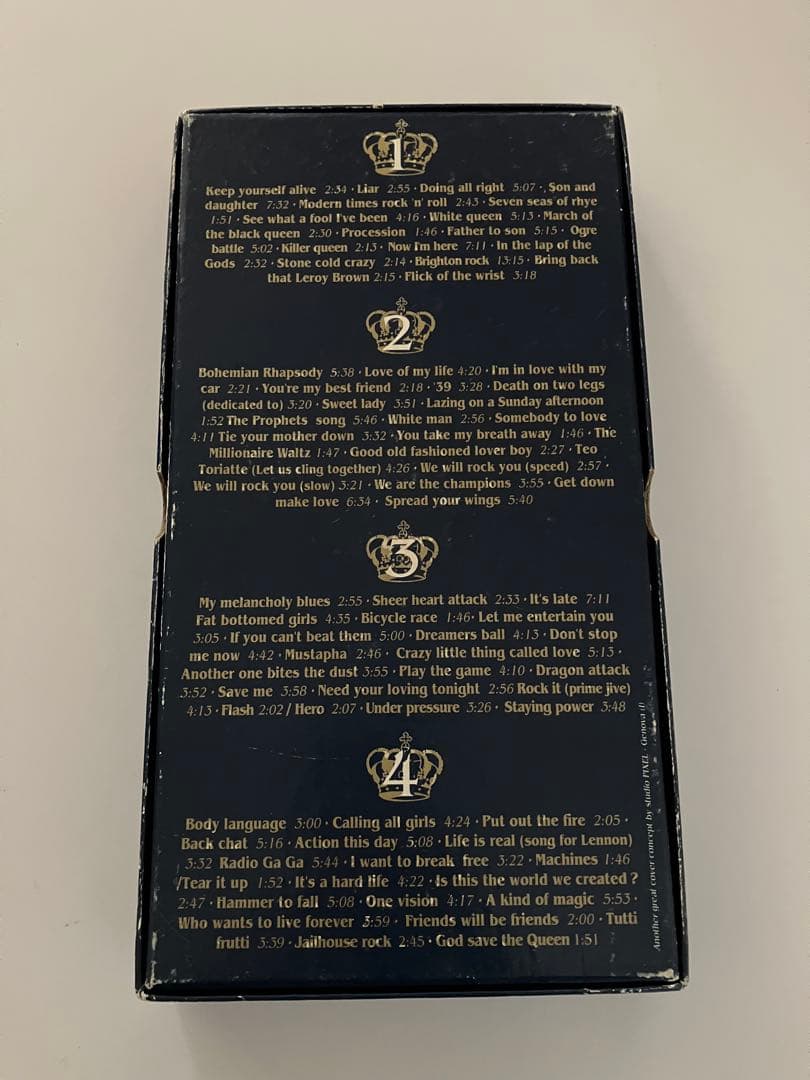 1
Keep yourself alive 2:34 · Liar 2:55 · Doing all right 5:07 · Son and
daughter 7:32 · Modern times rock 'n' roll 2:43 · Seven seas of rhye
1:51 · See what a fool I've been 4:16 · White queen 5:13 · March of
the black queen 2:30 · Procession 1:46 · Father to son 5:15 · Ogre
battle 5:02 · Killer queen 2:13 · Now I'm here 7:11 · In the lap of the
Gods 2:32 · Stone cold crazy 2:14 · Brighton rock 13:15 · Bring back
that Leroy Brown 2:15 · Flick of the wrist 3:18
2
Bohemian Rhapsody 5:38 · Love of my life 4:20 · I'm in love with my
car 2:21 · You're my best friend 2:18 · '39 3:28 · Death on two legs
(dedicated to) 3:20 · Sweet lady 3:51 · Lazing on a Sunday afternoon
1:52 The Prophets song 5:46 · White man 2:56 · Somebody to love
4:11 Tie your mother down 3:32 · You take my breath away 1:46 · The
Millionaire Waltz 1:47 · Good old fashioned lover boy 2:27 · Teo
Toriatte (Let us cling together) 4:26 · We will rock you (speed) 2:57 ·
We will rock you (slow) 3:21 · We are the champions 3:55 · Get down
make love 6:34 · Spread your wings 5:40
3
My melancholy blues 2:55 · Sheer heart attack 2:33 · It's late 7:11
Fat bottomed girls 4:35 · Bicycle race 1:46 · Let me entertain you
3:05 · If you can't beat them 5:00 · Dreamers ball 4:13 · Don't stop
me now 4:42 · Mustapha 2:46 · Crazy little thing called love 5:13 ·
Another one bites the dust 3:55 · Play the game 4:10 · Dragon attack
3:52 · Save me 3:58 · Need your loving tonight 2:56 Rock it (prime jive)
4:13 · Flash 2:02 / Hero 2:07 · Under pressure 3:26 · Staying power 3:48
4
Body language 3:00 · Calling all girls 4:24 · Put out the fire 2:05 ·
Back chat 5:16 · Action this day 5:08 · Life is real (song for Lennon)
3:32 Radio Ga Ga 5:44 · I want to break free 3:22 · Machines 1:46
/Tear it up 1:52 · It's a hard life 4:22 · Is this the world we created ?
2:47 · Hammer to fall 5:08 · One vision 4:17 · A kind of magic 5:53 ·
Who wants to live forever 3:59 · Friends will be friends 2:00 · Tutti
frutti 3:39 · Jailhouse rock 2:45 · God save the Queen 1:51
Another great cover concept by studio PIXEL · Genova